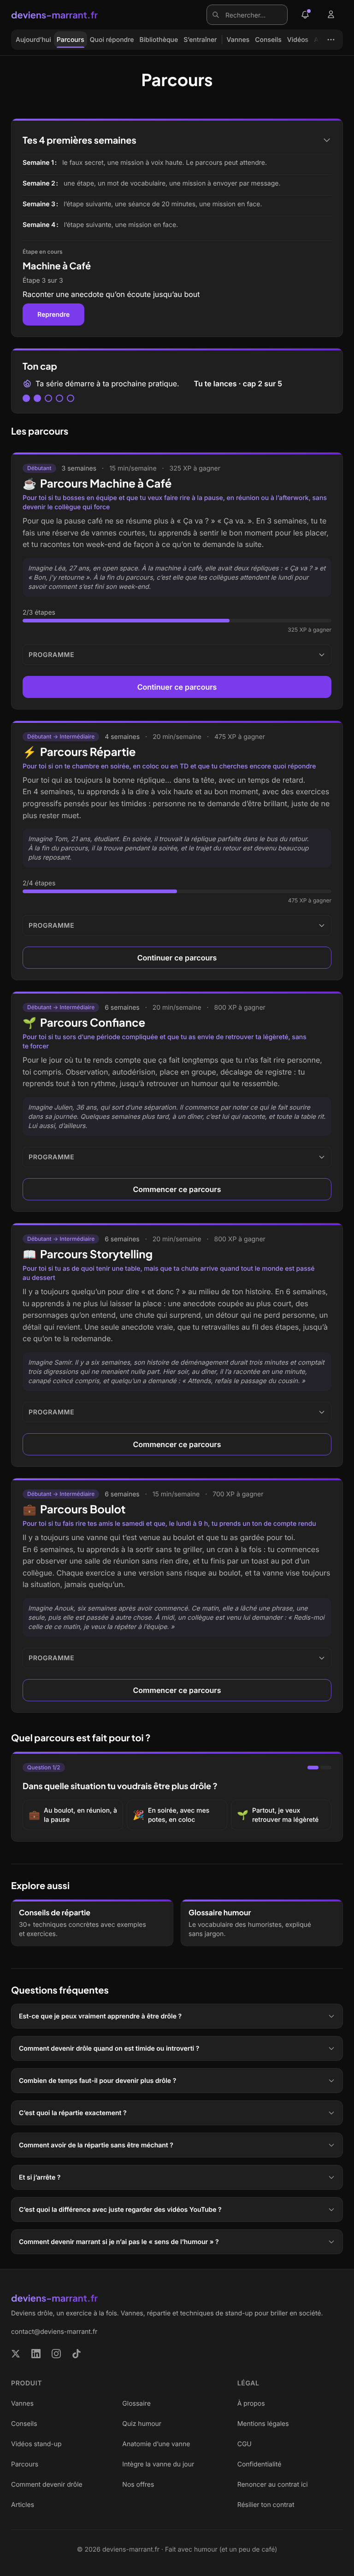 deviens-marrant.fr
Rechercher...
Aujourd'hui Parcours Quoi répondre Bibliothèque S'entraîner Vannes Conseils Vidéos
Parcours
Tes 4 premières semaines
Semaine 1 : le faux secret, une mission à voix haute. Le parcours peut attendre.
Semaine 2 : une étape, un mot de vocabulaire, une mission à envoyer par message.
Semaine 3 : l'étape suivante, une séance de 20 minutes, une mission en face.
Semaine 4 : l'étape suivante, une mission en face.
Étape en cours
Machine à Café
Étape 3 sur 3
Raconter une anecdote qu'on écoute jusqu'au bout
Reprendre
Ton cap
Ta série démarre à ta prochaine pratique. Tu te lances · cap 2 sur 5
Les parcours
Débutant 3 semaines · 15 min/semaine · 325 XP à gagner
☕ Parcours Machine à Café
Pour toi si tu bosses en équipe et que tu veux faire rire à la pause, en réunion ou à l'afterwork, sans
devenir le collègue qui force
Pour que la pause café ne se résume plus à « Ça va ? » « Ça va. ». En 3 semaines, tu te
fais une réserve de vannes courtes, tu apprends à sentir le bon moment pour les placer,
et tu racontes ton week-end de façon à ce qu'on te demande la suite.
Imagine Léa, 27 ans, en open space. À la machine à café, elle avait deux répliques : « Ça va ? » et
« Bon, j'y retourne ». À la fin du parcours, c'est elle que les collègues attendent le lundi pour
savoir comment s'est fini son week-end.
2/3 étapes
325 XP à gagner
PROGRAMME
Continuer ce parcours
Débutant → Intermédiaire 4 semaines · 20 min/semaine · 475 XP à gagner
⚡ Parcours Répartie
Pour toi si on te chambre en soirée, en coloc ou en TD et que tu cherches encore quoi répondre
Pour toi qui as toujours la bonne réplique... dans ta tête, avec un temps de retard.
En 4 semaines, tu apprends à la dire à voix haute et au bon moment, avec des exercices
progressifs pensés pour les timides : personne ne te demande d'être brillant, juste de ne
plus rester muet.
Imagine Tom, 21 ans, étudiant. En soirée, il trouvait la réplique parfaite dans le bus du retour.
À la fin du parcours, il la trouve pendant la soirée, et le trajet du retour est devenu beaucoup
plus reposant.
2/4 étapes
475 XP à gagner
PROGRAMME
Continuer ce parcours
Débutant → Intermédiaire 6 semaines · 20 min/semaine · 800 XP à gagner
🌱 Parcours Confiance
Pour toi si tu sors d'une période compliquée et que tu as envie de retrouver ta légèreté, sans
te forcer
Pour le jour où tu te rends compte que ça fait longtemps que tu n'as fait rire personne,
toi compris. Observation, autodérision, place en groupe, décalage de registre : tu
reprends tout à ton rythme, jusqu'à retrouver un humour qui te ressemble.
Imagine Julien, 38 ans, qui sort d'une séparation. Il commence par noter ce qui le fait sourire
dans sa journée. Quelques semaines plus tard, à un dîner, c'est lui qui raconte, et toute la table rit.
Lui aussi, d'ailleurs.
PROGRAMME
Commencer ce parcours
Débutant → Intermédiaire 6 semaines · 20 min/semaine · 800 XP à gagner
📖 Parcours Storytelling
Pour toi si tu as de quoi tenir une table, mais que ta chute arrive quand tout le monde est passé
au dessert
Il y a toujours quelqu'un pour dire « et donc ? » au milieu de ton histoire. En 6 semaines,
tu apprends à ne plus lui laisser la place : une anecdote coupée au plus court, des
personnages qu'on entend, une chute qui surprend, un détour qui ne perd personne, un
détail qui revient. Une seule anecdote vraie, que tu retravailles au fil des étapes, jusqu'à
ce qu'on te la redemande.
Imagine Samir. Il y a six semaines, son histoire de déménagement durait trois minutes et comptait
trois digressions qui ne menaient nulle part. Hier soir, au dîner, il l'a racontée en une minute,
canapé coincé compris, et quelqu'un a demandé : « Attends, refais le passage du cousin. »
PROGRAMME
Commencer ce parcours
Débutant → Intermédiaire 6 semaines · 15 min/semaine · 700 XP à gagner
💼 Parcours Boulot
Pour toi si tu fais rire tes amis le samedi et que, le lundi à 9 h, tu prends un ton de compte rendu
Il y a toujours une vanne qui t'est venue au boulot et que tu as gardée pour toi.
En 6 semaines, tu apprends à la sortir sans te griller, un cran à la fois : tu commences
par observer une salle de réunion sans rien dire, et tu finis par un toast au pot d'un
collègue. Chaque exercice a une version sans risque au boulot, et ta vanne vise toujours
la situation, jamais quelqu'un.
Imagine Anouk, six semaines après avoir commencé. Ce matin, elle a lâché une phrase, une
seule, puis elle est passée à autre chose. À midi, un collègue est venu lui demander : « Redis-moi
celle de ce matin, je veux la répéter à l'équipe. »
PROGRAMME
Commencer ce parcours
Quel parcours est fait pour toi ?
Question 1/2
Dans quelle situation tu voudrais être plus drôle ?
💼 Au boulot, en réunion, à
la pause
🎉 En soirée, avec mes
potes, en coloc
🌱 Partout, je veux
retrouver ma légèreté
Explore aussi
Conseils de répartie
30+ techniques concrètes avec exemples
et exercices.
Glossaire humour
Le vocabulaire des humoristes, expliqué
sans jargon.
Questions fréquentes
Est-ce que je peux vraiment apprendre à être drôle ?
Comment devenir drôle quand on est timide ou introverti ?
Combien de temps faut-il pour devenir plus drôle ?
C'est quoi la répartie exactement ?
Comment avoir de la répartie sans être méchant ?
Et si j'arrête ?
C'est quoi la différence avec juste regarder des vidéos YouTube ?
Comment devenir marrant si je n'ai pas le « sens de l'humour » ?
deviens-marrant.fr
Deviens drôle, un exercice à la fois. Vannes, répartie et techniques de stand-up pour briller en société.
contact@deviens-marrant.fr
PRODUIT
Vannes
Conseils
Vidéos stand-up
Parcours
Comment devenir drôle
Articles
Glossaire
Quiz humour
Anatomie d'une vanne
Intègre la vanne du jour
Nos offres
LÉGAL
À propos
Mentions légales
CGU
Confidentialité
Renoncer au contrat ici
Résilier ton contrat
© 2026 deviens-marrant.fr · Fait avec humour (et un peu de café)